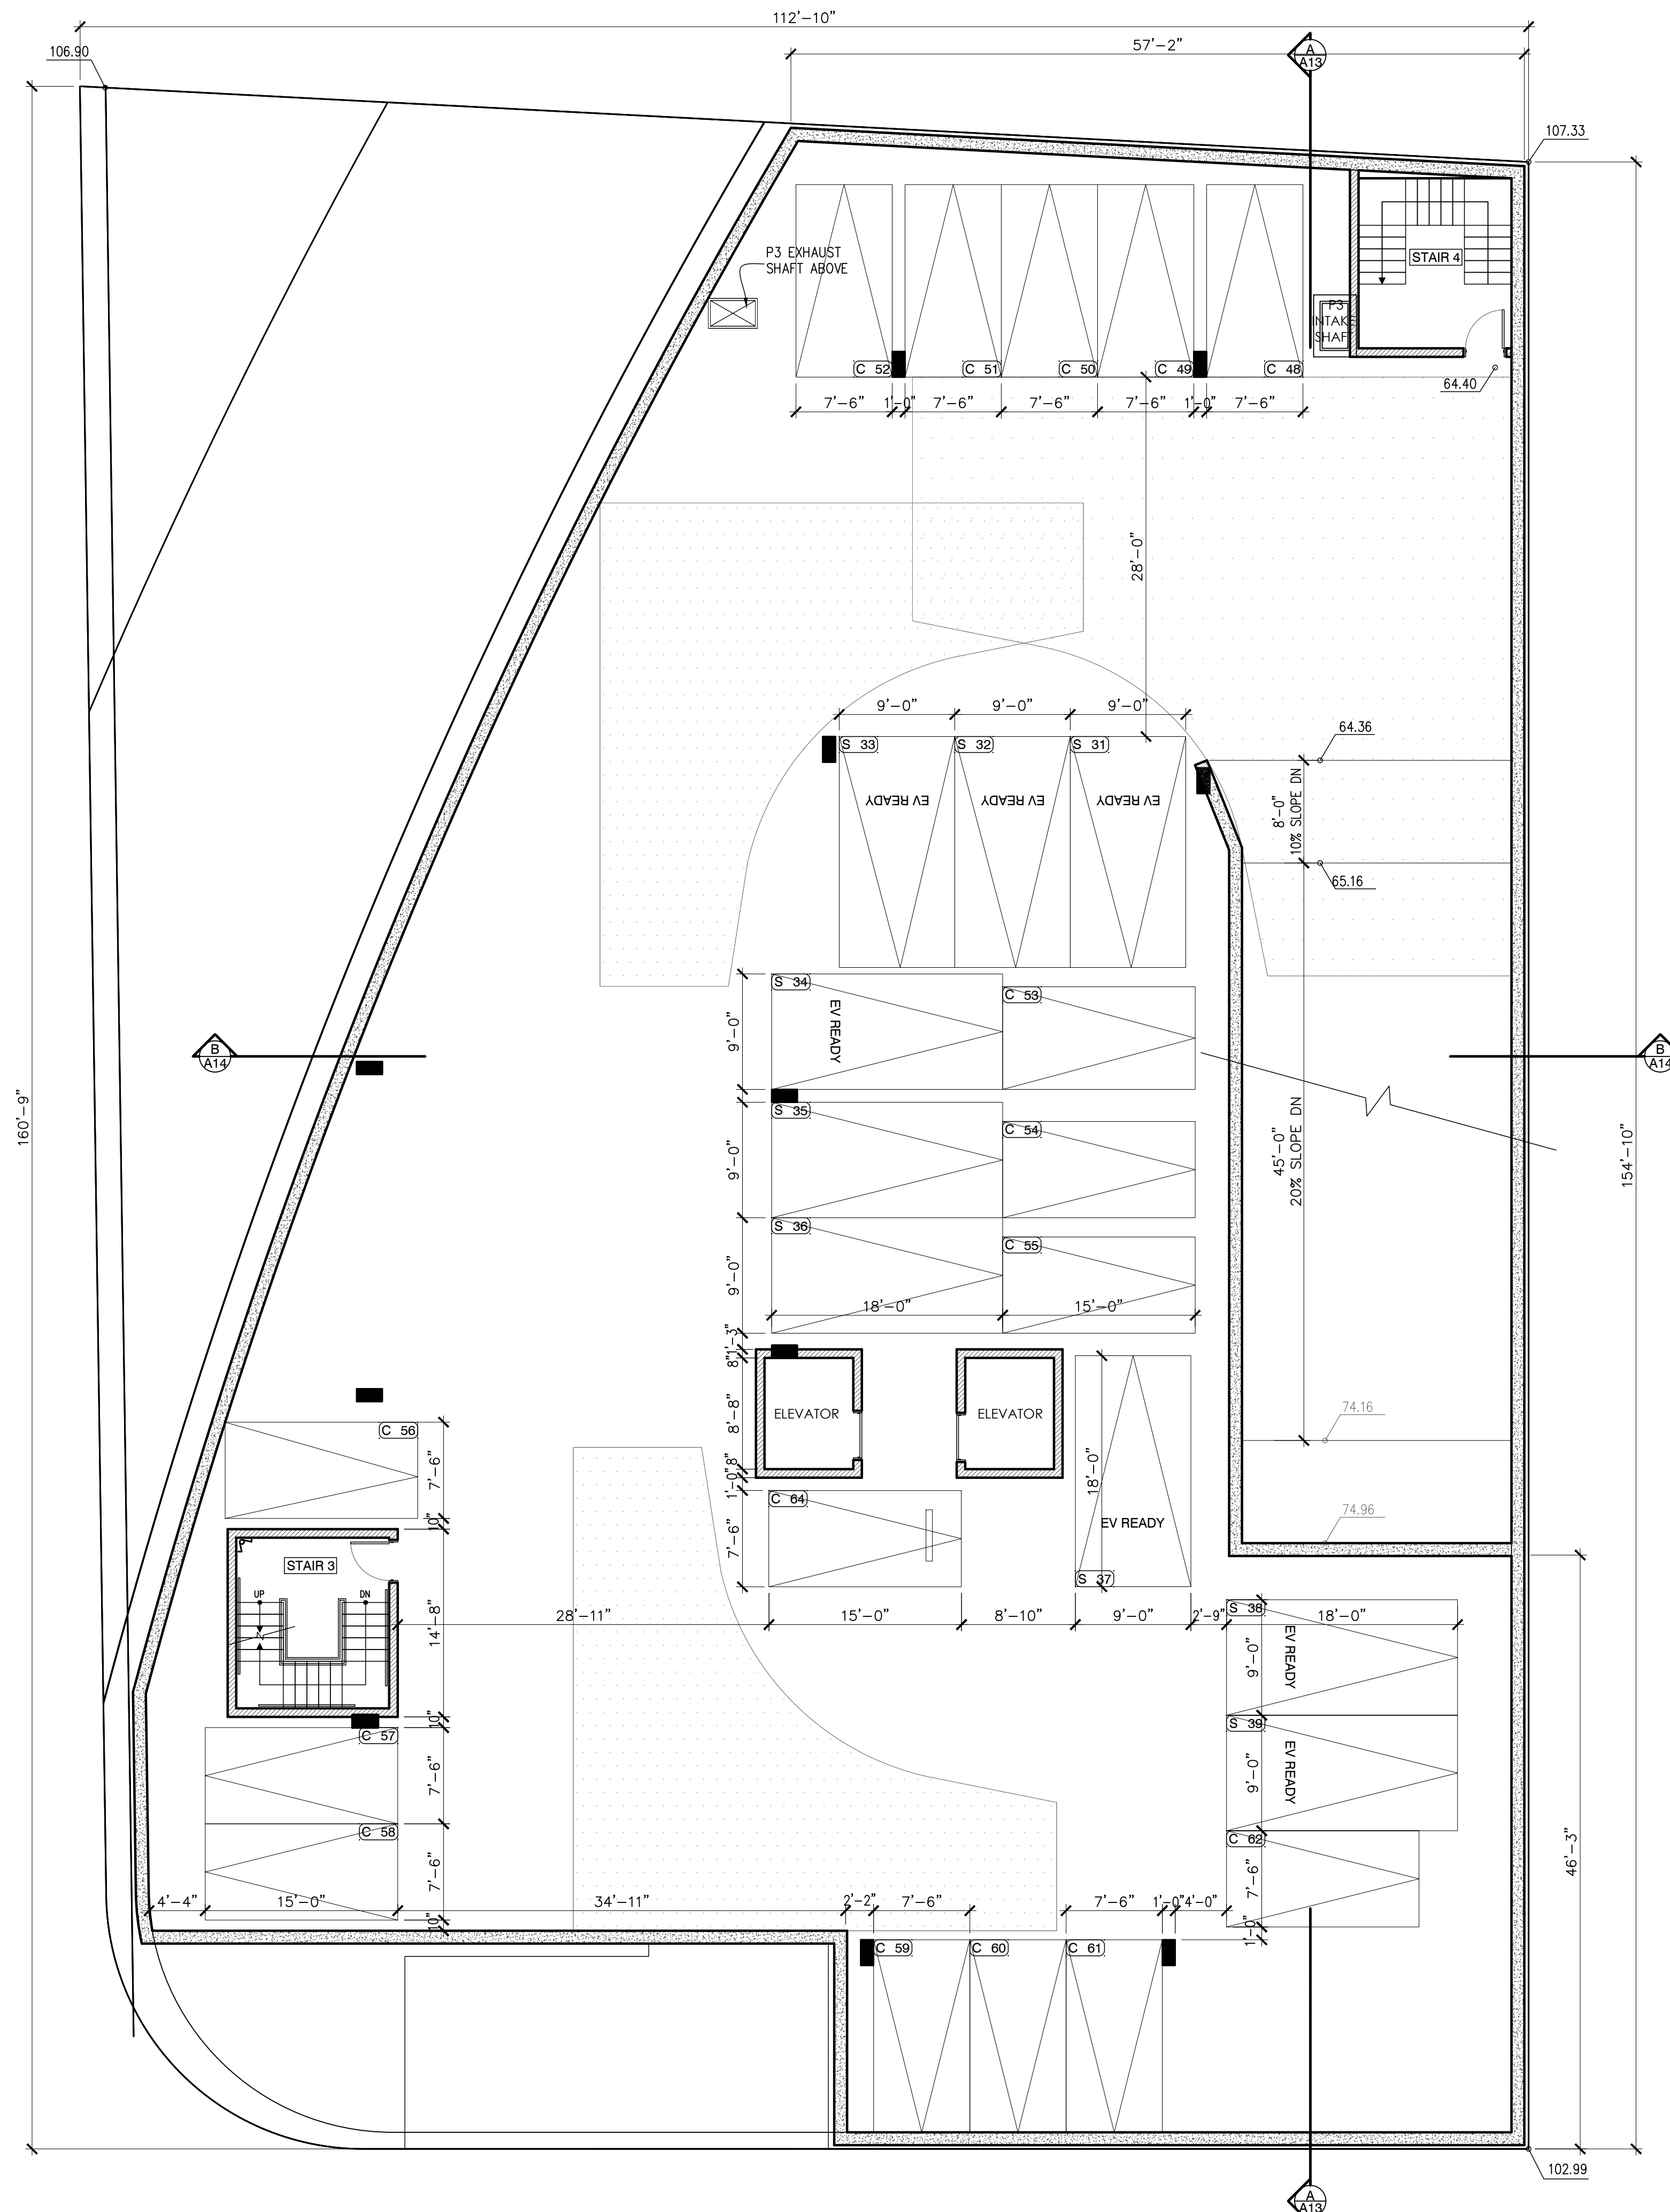 112'-10"
106.90
57'-2"
A
A13
107.33
P3 EXHAUST
SHAFT ABOVE
STAIR 4
P3
INTAKE
SHAFT
C 52
C 51
C 50
C 49
C 48
64.40
7'-6"
1'-0"
7'-6"
7'-6"
7'-6"
1'-0"
7'-6"
28'-0"
9'-0"
9'-0"
9'-0"
64.36
S 33
S 32
S 31
EV READY
EV READY
EV READY
8'-0"
10% SLOPE DN
65.16
S 34
EV READY
C 53
9'-0"
B
A14
B
A14
160'-9"
154'-10"
S 35
C 54
9'-0"
45'-0"
20% SLOPE DN
S 36
C 55
9'-0"
18'-0"
15'-0"
1'-3"
8"
8'-8"
8"
1'-0"
ELEVATOR
ELEVATOR
74.16
C 56
7'-6"
10"
18'-0"
EV READY
C 64
7'-6"
74.96
S 37
STAIR 3
UP
DN
14'-8"
28'-11"
15'-0"
8'-10"
9'-0"
2'-9"
S 38
18'-0"
9'-0"
EV READY
10"
C 57
7'-6"
S 39
9'-0"
EV READY
C 58
7'-6"
10"
C 62
7'-6"
1'-0"
46'-3"
4'-4"
15'-0"
34'-11"
2'-2"
7'-6"
7'-6"
1'-0"
4'-0"
C 59
C 60
C 61
102.99
A
A13